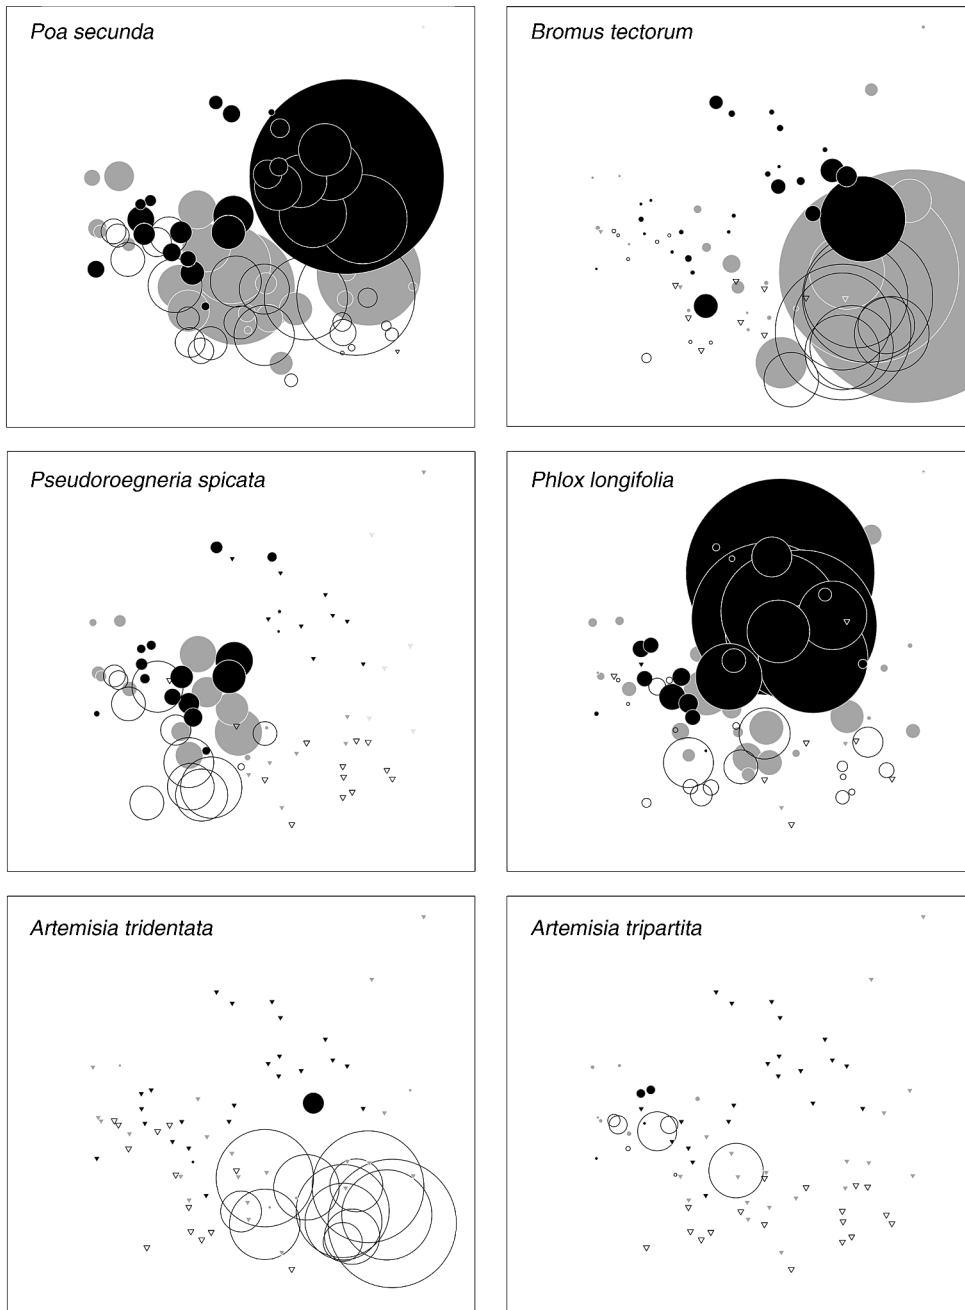 Poa secunda
Bromus tectorum
Pseudoroegneria spicata
Phlox longifolia
Artemisia tridentata
Artemisia tripartita